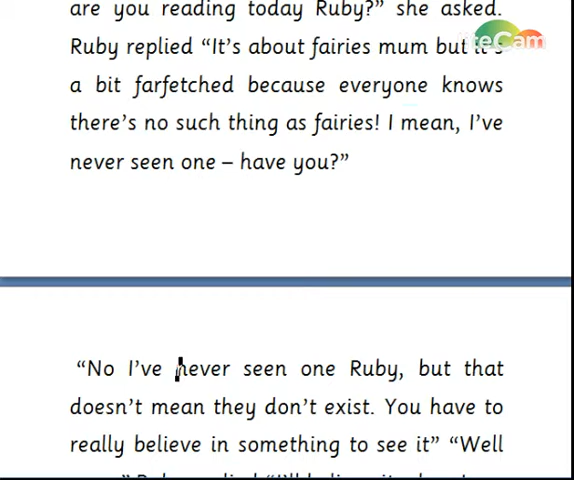 are you reading today Ruby?” she asked.
Ruby replied “It’s about fairies mum but it’s
a bit farfetched because everyone knows
there’s no such thing as fairies! I mean, I’ve
never seen one – have you?”
“No I’ve never seen one Ruby, but that
doesn’t mean they don’t exist. You have to
really believe in something to see it” “Well